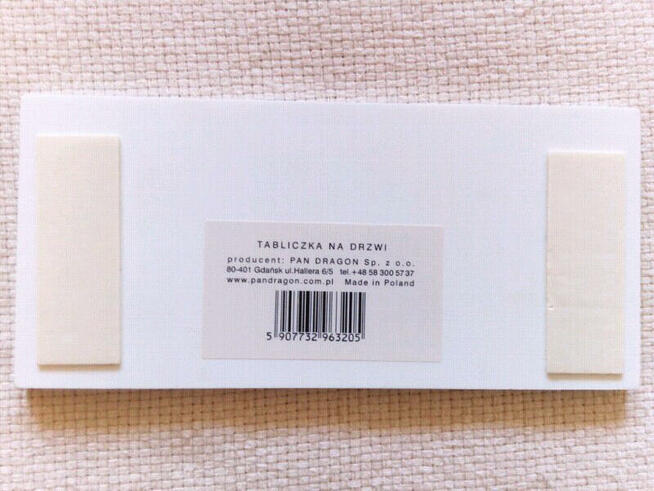 TABLICZKA NA DRZWI
producent: PAN DRAGON Sp. z o.o.
80-401 Gdańsk ul.Hallera 6/5 tel.+48 58 300 57 37
www.pandragon.com.pl Made in Poland
5 907732 963205